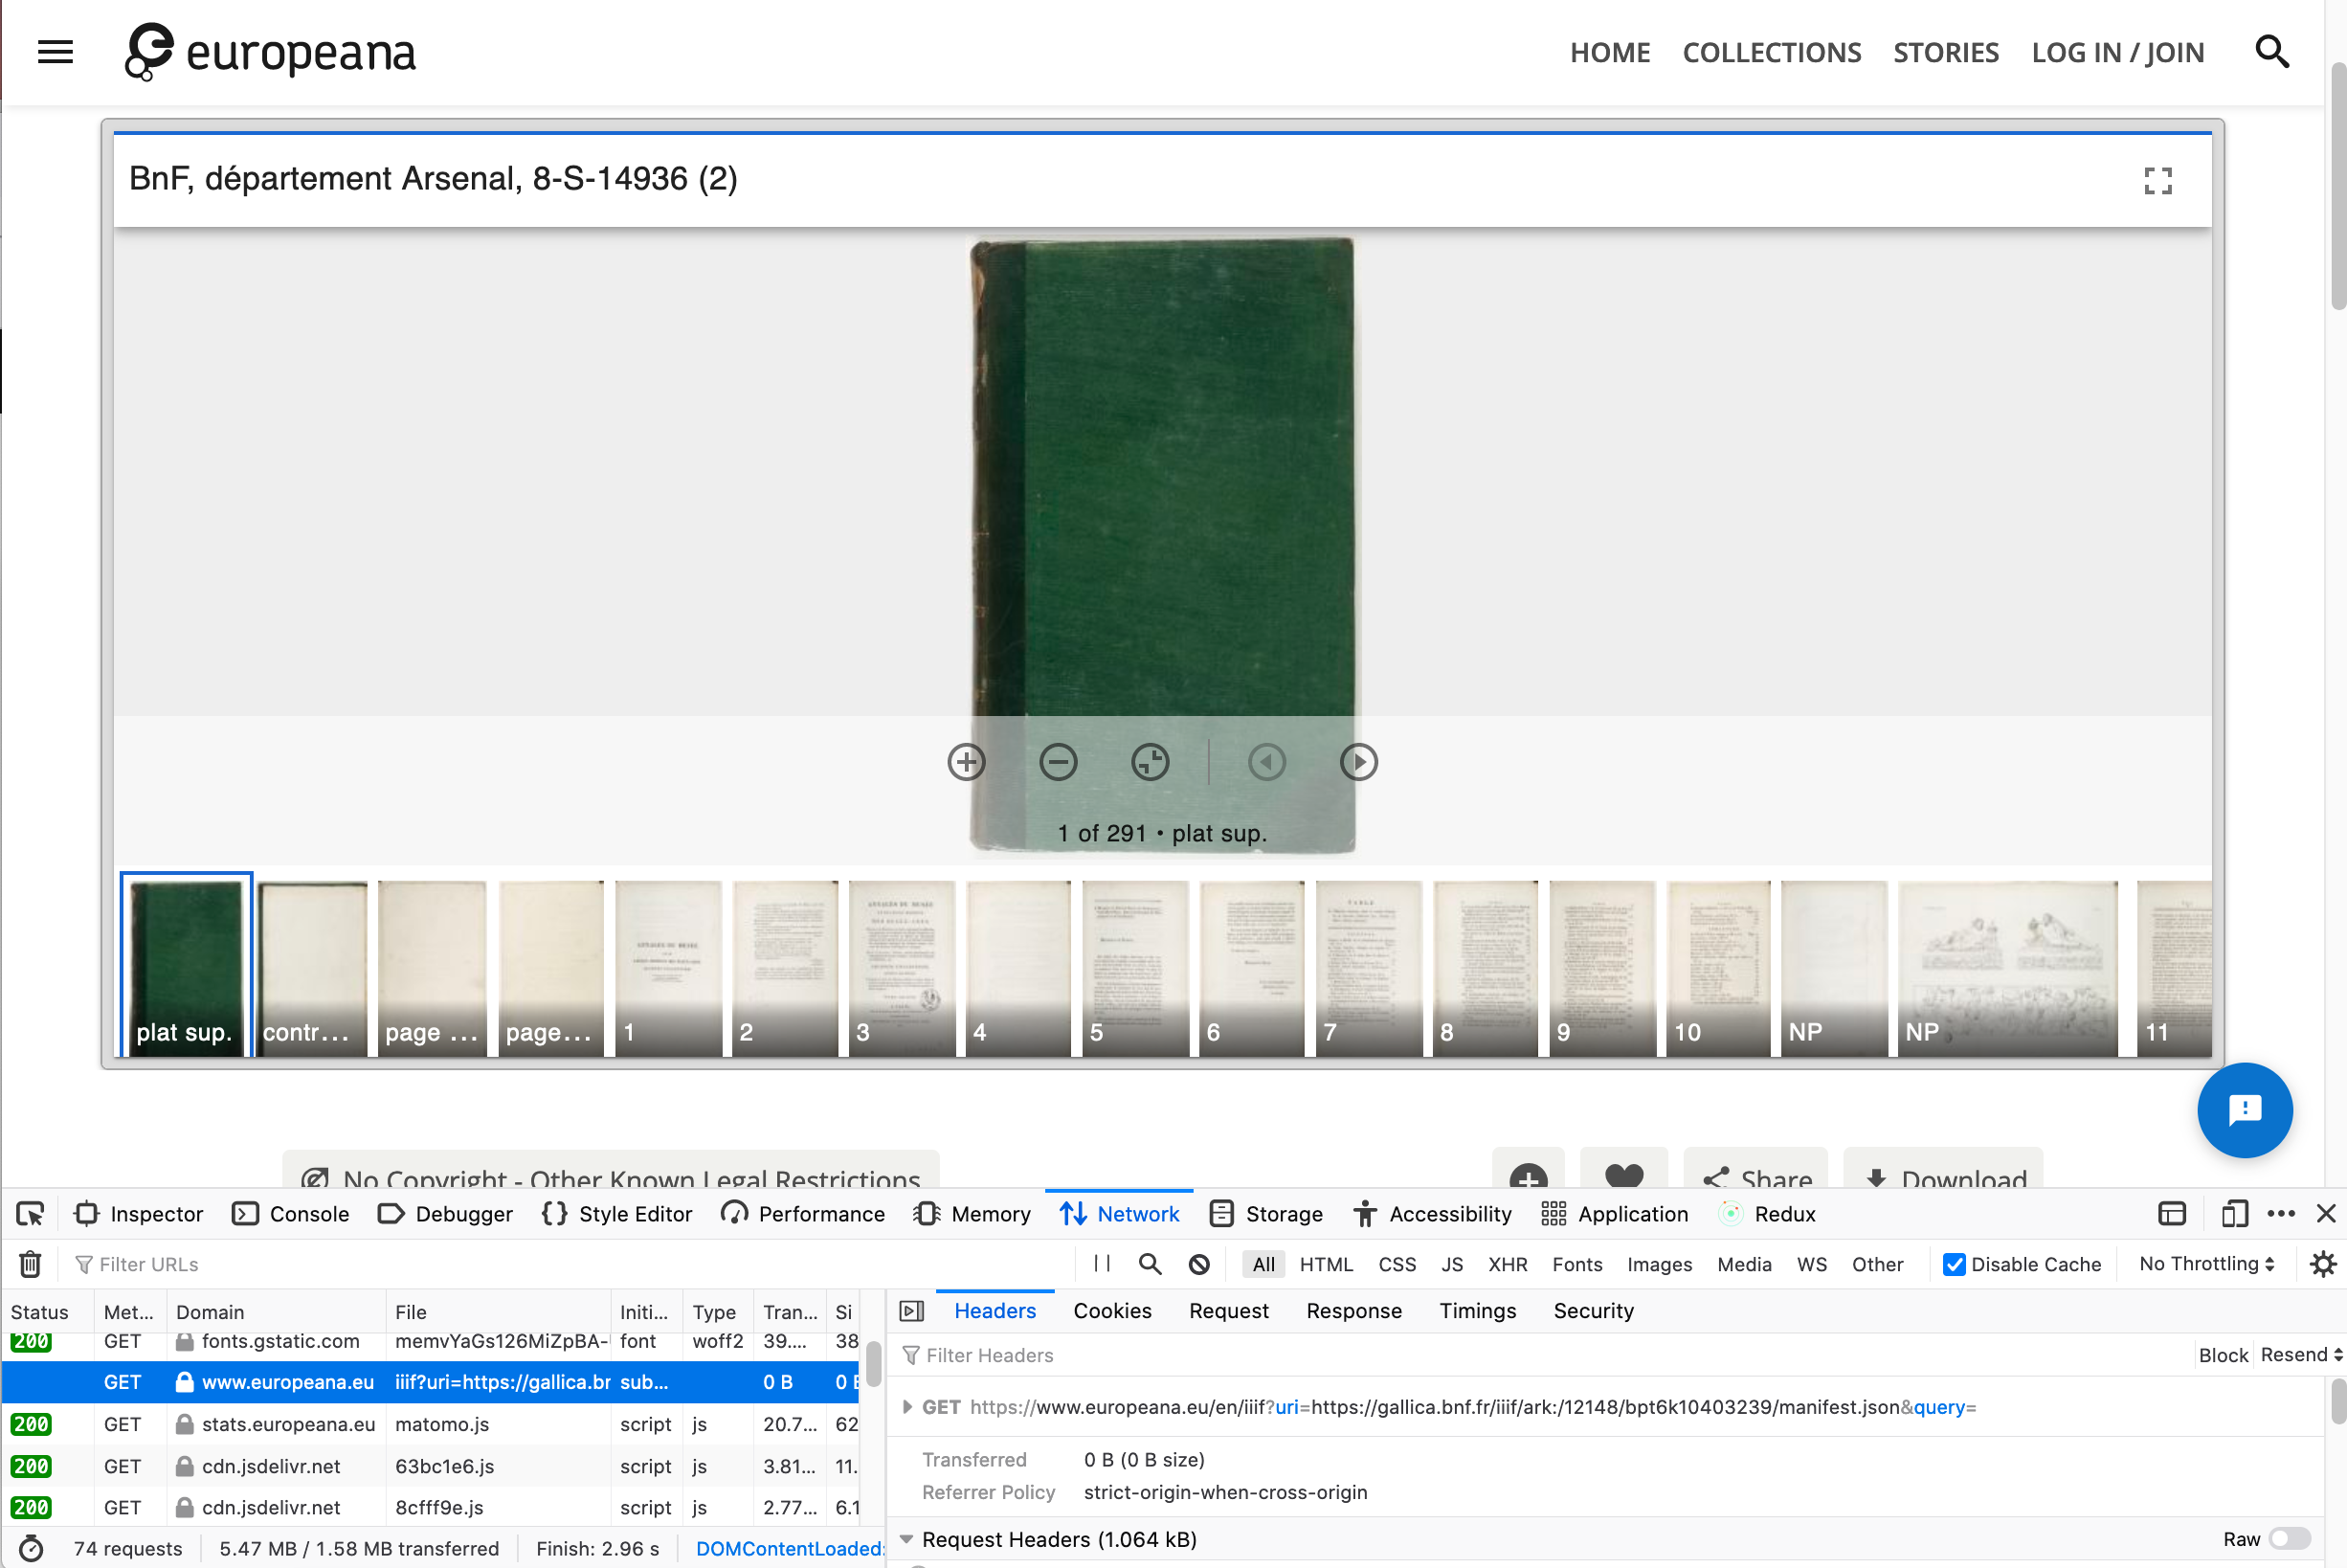 europeana
HOME COLLECTIONS STORIES LOG IN / JOIN
BnF, département Arsenal, 8-S-14936 (2)
1 of 291 • plat sup.
plat sup. contr... page ... page... 1 2 3 4 5 6 7 8 9 10 NP NP 11
ANNALES DU MUSÉE
ANNALES DU MUSÉE
TABLE
No Copyright - Other Known Legal Restrictions
Share Download
Inspector Console Debugger Style Editor Performance Memory Network Storage Accessibility Application Redux
Filter URLs
All HTML CSS JS XHR Fonts Images Media WS Other Disable Cache No Throttling
Status Met... Domain File Initi... Type Tran... Si
200 GET fonts.gstatic.com memvYaGs126MiZpBA- font woff2 39.... 38
GET www.europeana.eu iiif?uri=https://gallica.br sub... 0 B 0 B
200 GET stats.europeana.eu matomo.js script js 20.7... 62
200 GET cdn.jsdelivr.net 63bc1e6.js script js 3.81... 11.
200 GET cdn.jsdelivr.net 8cfff9e.js script js 2.77... 6.1
74 requests 5.47 MB / 1.58 MB transferred Finish: 2.96 s DOMContentLoaded:
Headers Cookies Request Response Timings Security
Filter Headers
Block Resend
GET https://www.europeana.eu/en/iiif?uri=https://gallica.bnf.fr/iiif/ark:/12148/bpt6k10403239/manifest.json&query=
Transferred 0 B (0 B size)
Referrer Policy strict-origin-when-cross-origin
Request Headers (1.064 kB)
Raw